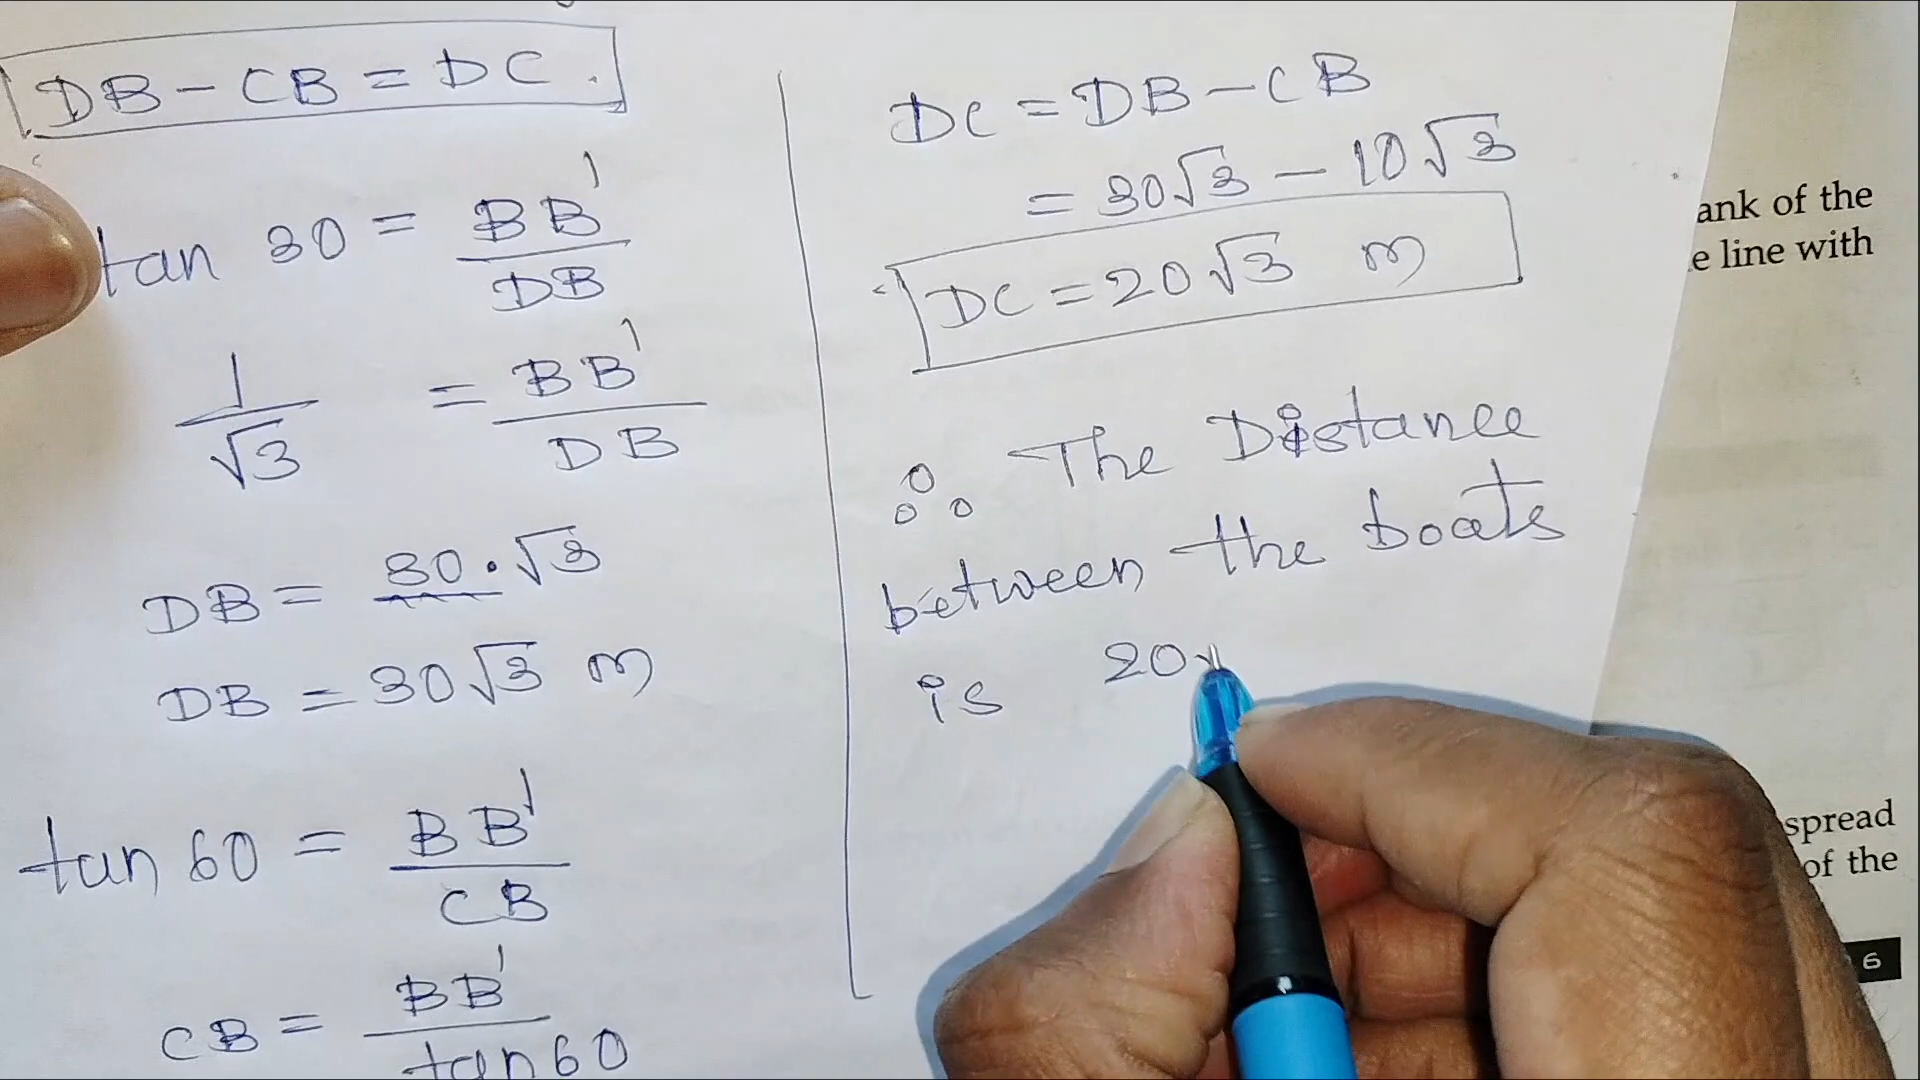 DB - CB = DC.
tan 30 = BB' / DB
1 / √3 = BB' / DB
DB = 30 . √3
DB = 30√3 m
tan 60 = BB' / CB
CB = BB' / tan 60
DC = DB - CB
= 30√3 - 10√3
DC = 20√3 m
∴ The Distance
between the boats
is 20
ank of the
e line with
spread
of the
6